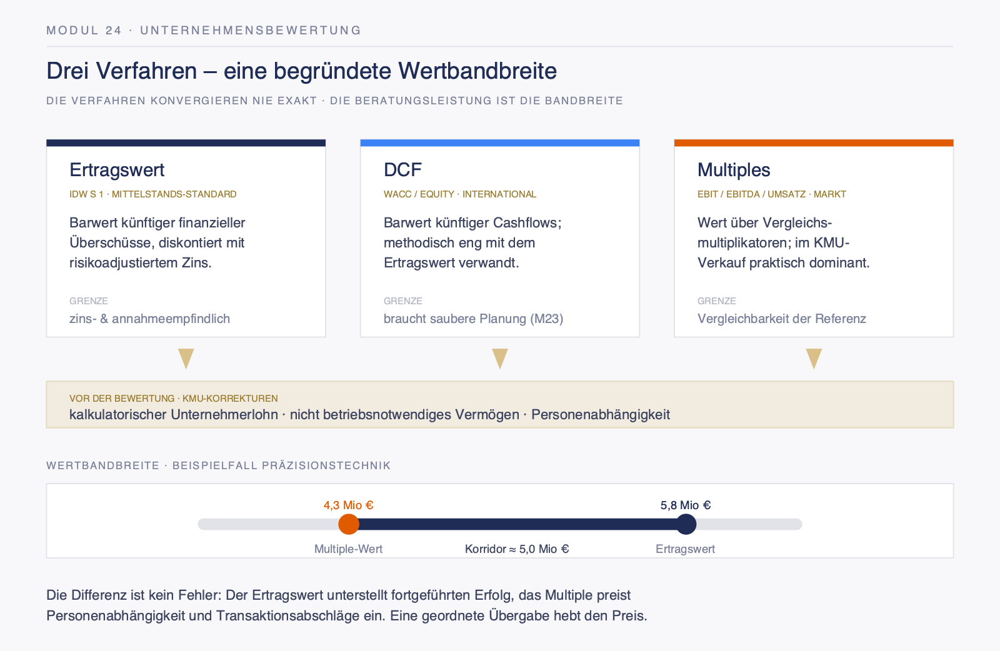 MODUL 24 · UNTERNEHMENSBEWERTUNG
Drei Verfahren – eine begründete Wertbandbreite
DIE VERFAHREN KONVERGIEREN NIE EXAKT · DIE BERATUNGSLEISTUNG IST DIE BANDBREITE
Ertragswert
IDW S 1 · MITTELSTANDS-STANDARD
Barwert künftiger finanzieller
Überschüsse, diskontiert mit
risikoadjustiertem Zins.
GRENZE
zins- & annahmeempfindlich
DCF
WACC / EQUITY · INTERNATIONAL
Barwert künftiger Cashflows;
methodisch eng mit dem
Ertragswert verwandt.
GRENZE
braucht saubere Planung (M23)
Multiples
EBIT / EBITDA / UMSATZ · MARKT
Wert über Vergleichs-
multiplikatoren; im KMU-
Verkauf praktisch dominant.
GRENZE
Vergleichbarkeit der Referenz
VOR DER BEWERTUNG · KMU-KORREKTUREN
kalkulatorischer Unternehmerlohn · nicht betriebsnotwendiges Vermögen · Personenabhängigkeit
WERTBANDBREITE · BEISPIELFALL PRÄZISIONSTECHNIK
4,3 Mio €
5,8 Mio €
Multiple-Wert
Korridor ≈ 5,0 Mio €
Ertragswert
Die Differenz ist kein Fehler: Der Ertragswert unterstellt fortgeführten Erfolg, das Multiple preist
Personenabhängigkeit und Transaktionsabschläge ein. Eine geordnete Übergabe hebt den Preis.